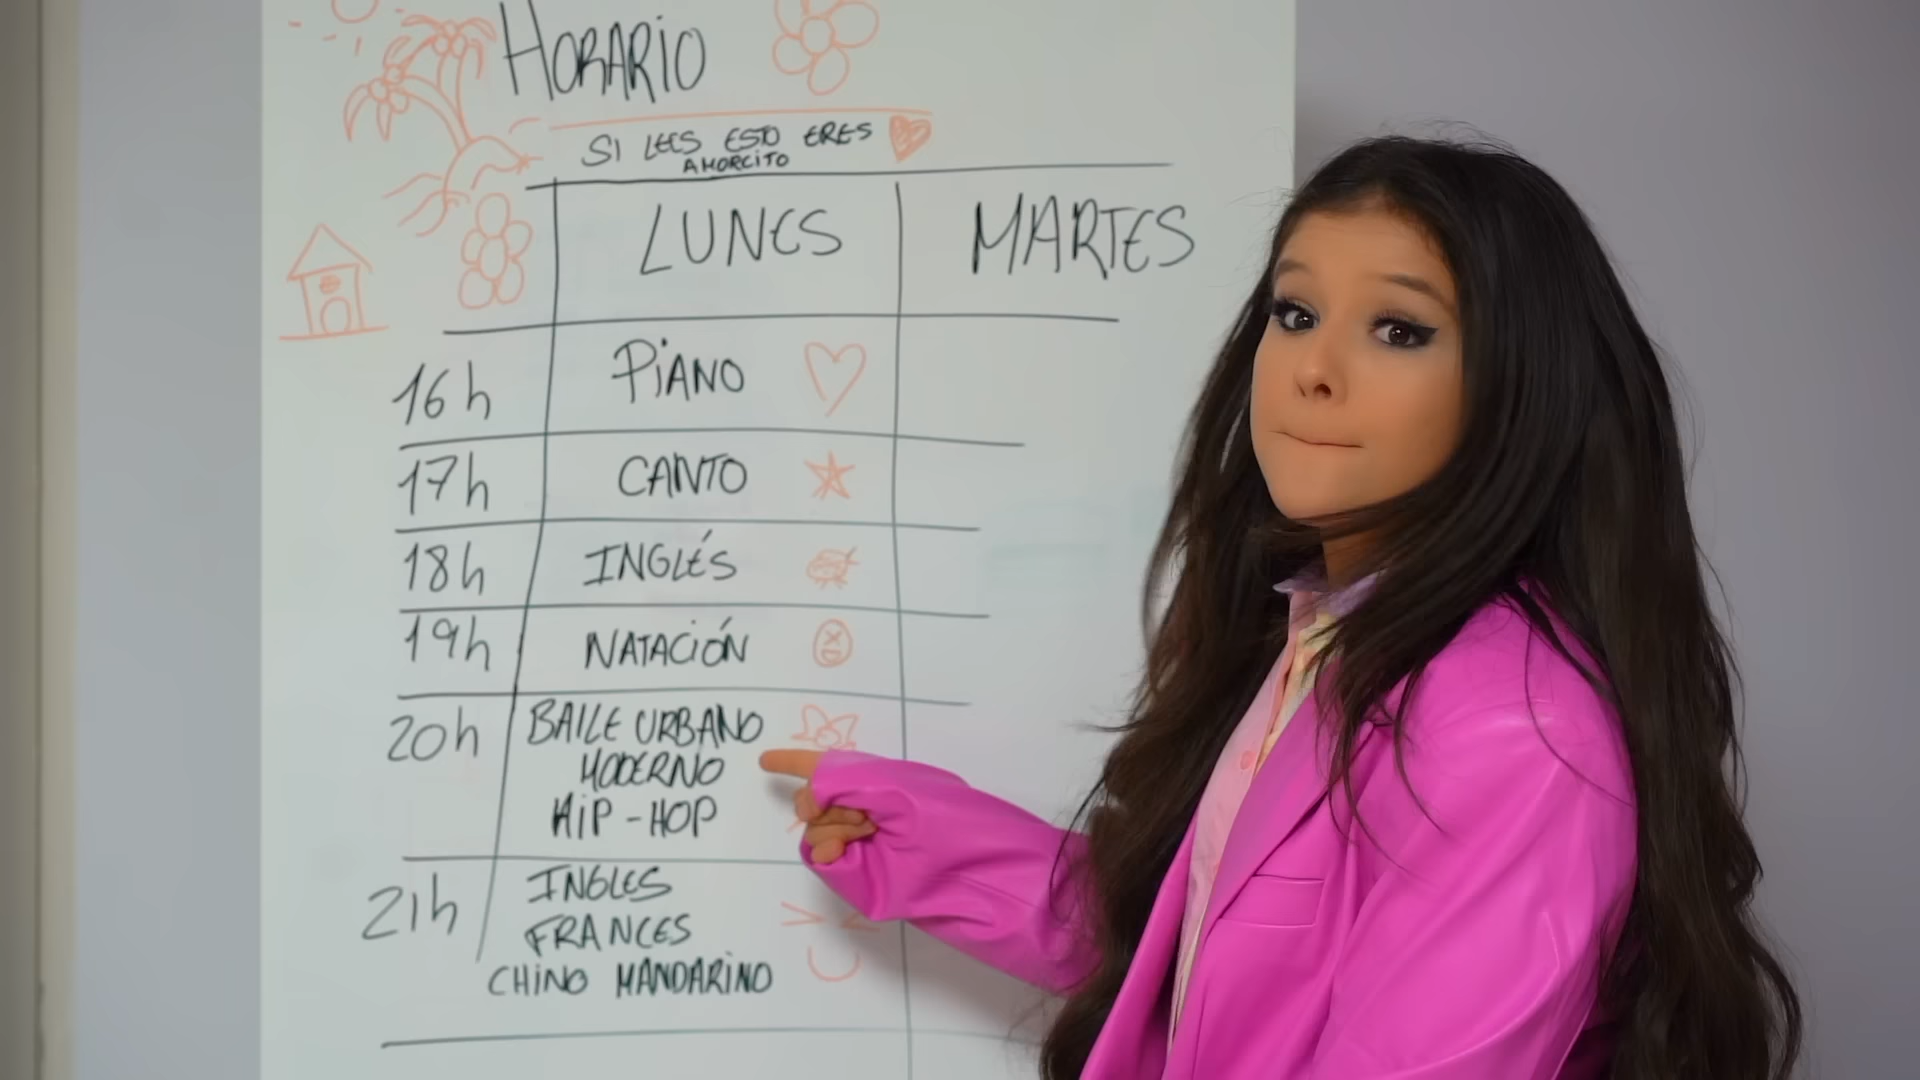 HORARIO
SI LEES ESTO ERES
AMORCITO
LUNES MARTES
16h PIANO
17h CANTO
18h INGLÉS
19h NATACIÓN
20h BAILE URBANO
MODERNO
HIP-HOP
21h INGLES
FRANCES
CHINO MANDARINO